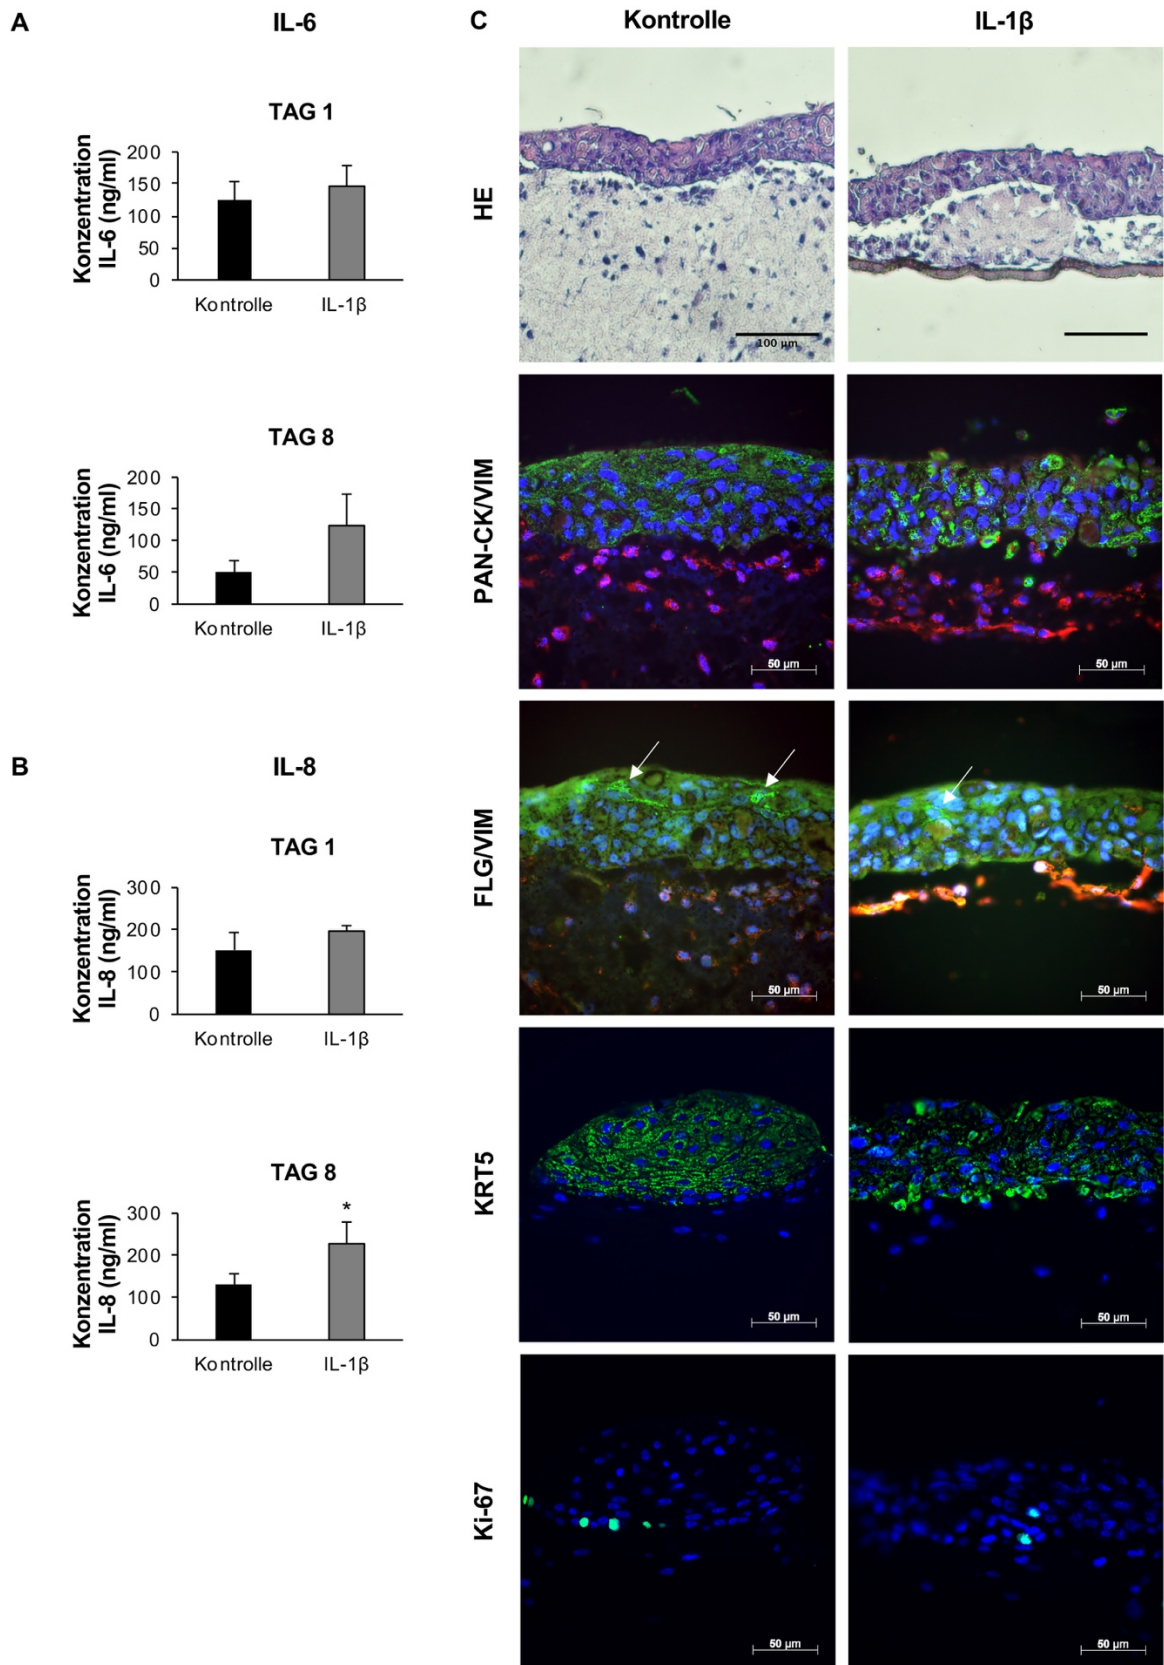 A
IL-6
TAG 1
Konzentration
IL-6 (ng/ml)
200
150
100
50
0
Kontrolle
IL-1β
TAG 8
Konzentration
IL-6 (ng/ml)
200
150
100
50
0
Kontrolle
IL-1β
B
IL-8
TAG 1
Konzentration
IL-8 (ng/ml)
300
200
100
0
Kontrolle
IL-1β
TAG 8
Konzentration
IL-8 (ng/ml)
300
200
100
0
*
Kontrolle
IL-1β
C
Kontrolle
IL-1β
HE
100 µm
PAN-CK/VIM
50 µm
50 µm
FLG/VIM
50 µm
50 µm
KRT5
50 µm
50 µm
Ki-67
50 µm
50 µm